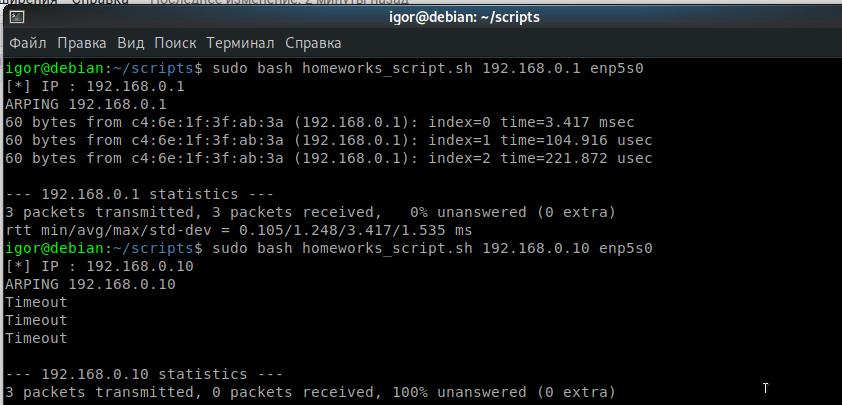 Последнее изменение: 2 минуты назад
igor@debian: ~/scripts
Файл Правка Вид Поиск Терминал Справка
igor@debian:~/scripts$ sudo bash homeworks_script.sh 192.168.0.1 enp5s0
[*] IP : 192.168.0.1
ARPING 192.168.0.1
60 bytes from c4:6e:1f:3f:ab:3a (192.168.0.1): index=0 time=3.417 msec
60 bytes from c4:6e:1f:3f:ab:3a (192.168.0.1): index=1 time=104.916 usec
60 bytes from c4:6e:1f:3f:ab:3a (192.168.0.1): index=2 time=221.872 usec
--- 192.168.0.1 statistics ---
3 packets transmitted, 3 packets received,   0% unanswered (0 extra)
rtt min/avg/max/std-dev = 0.105/1.248/3.417/1.535 ms
igor@debian:~/scripts$ sudo bash homeworks_script.sh 192.168.0.10 enp5s0
[*] IP : 192.168.0.10
ARPING 192.168.0.10
Timeout
Timeout
Timeout
--- 192.168.0.10 statistics ---
3 packets transmitted, 0 packets received, 100% unanswered (0 extra)